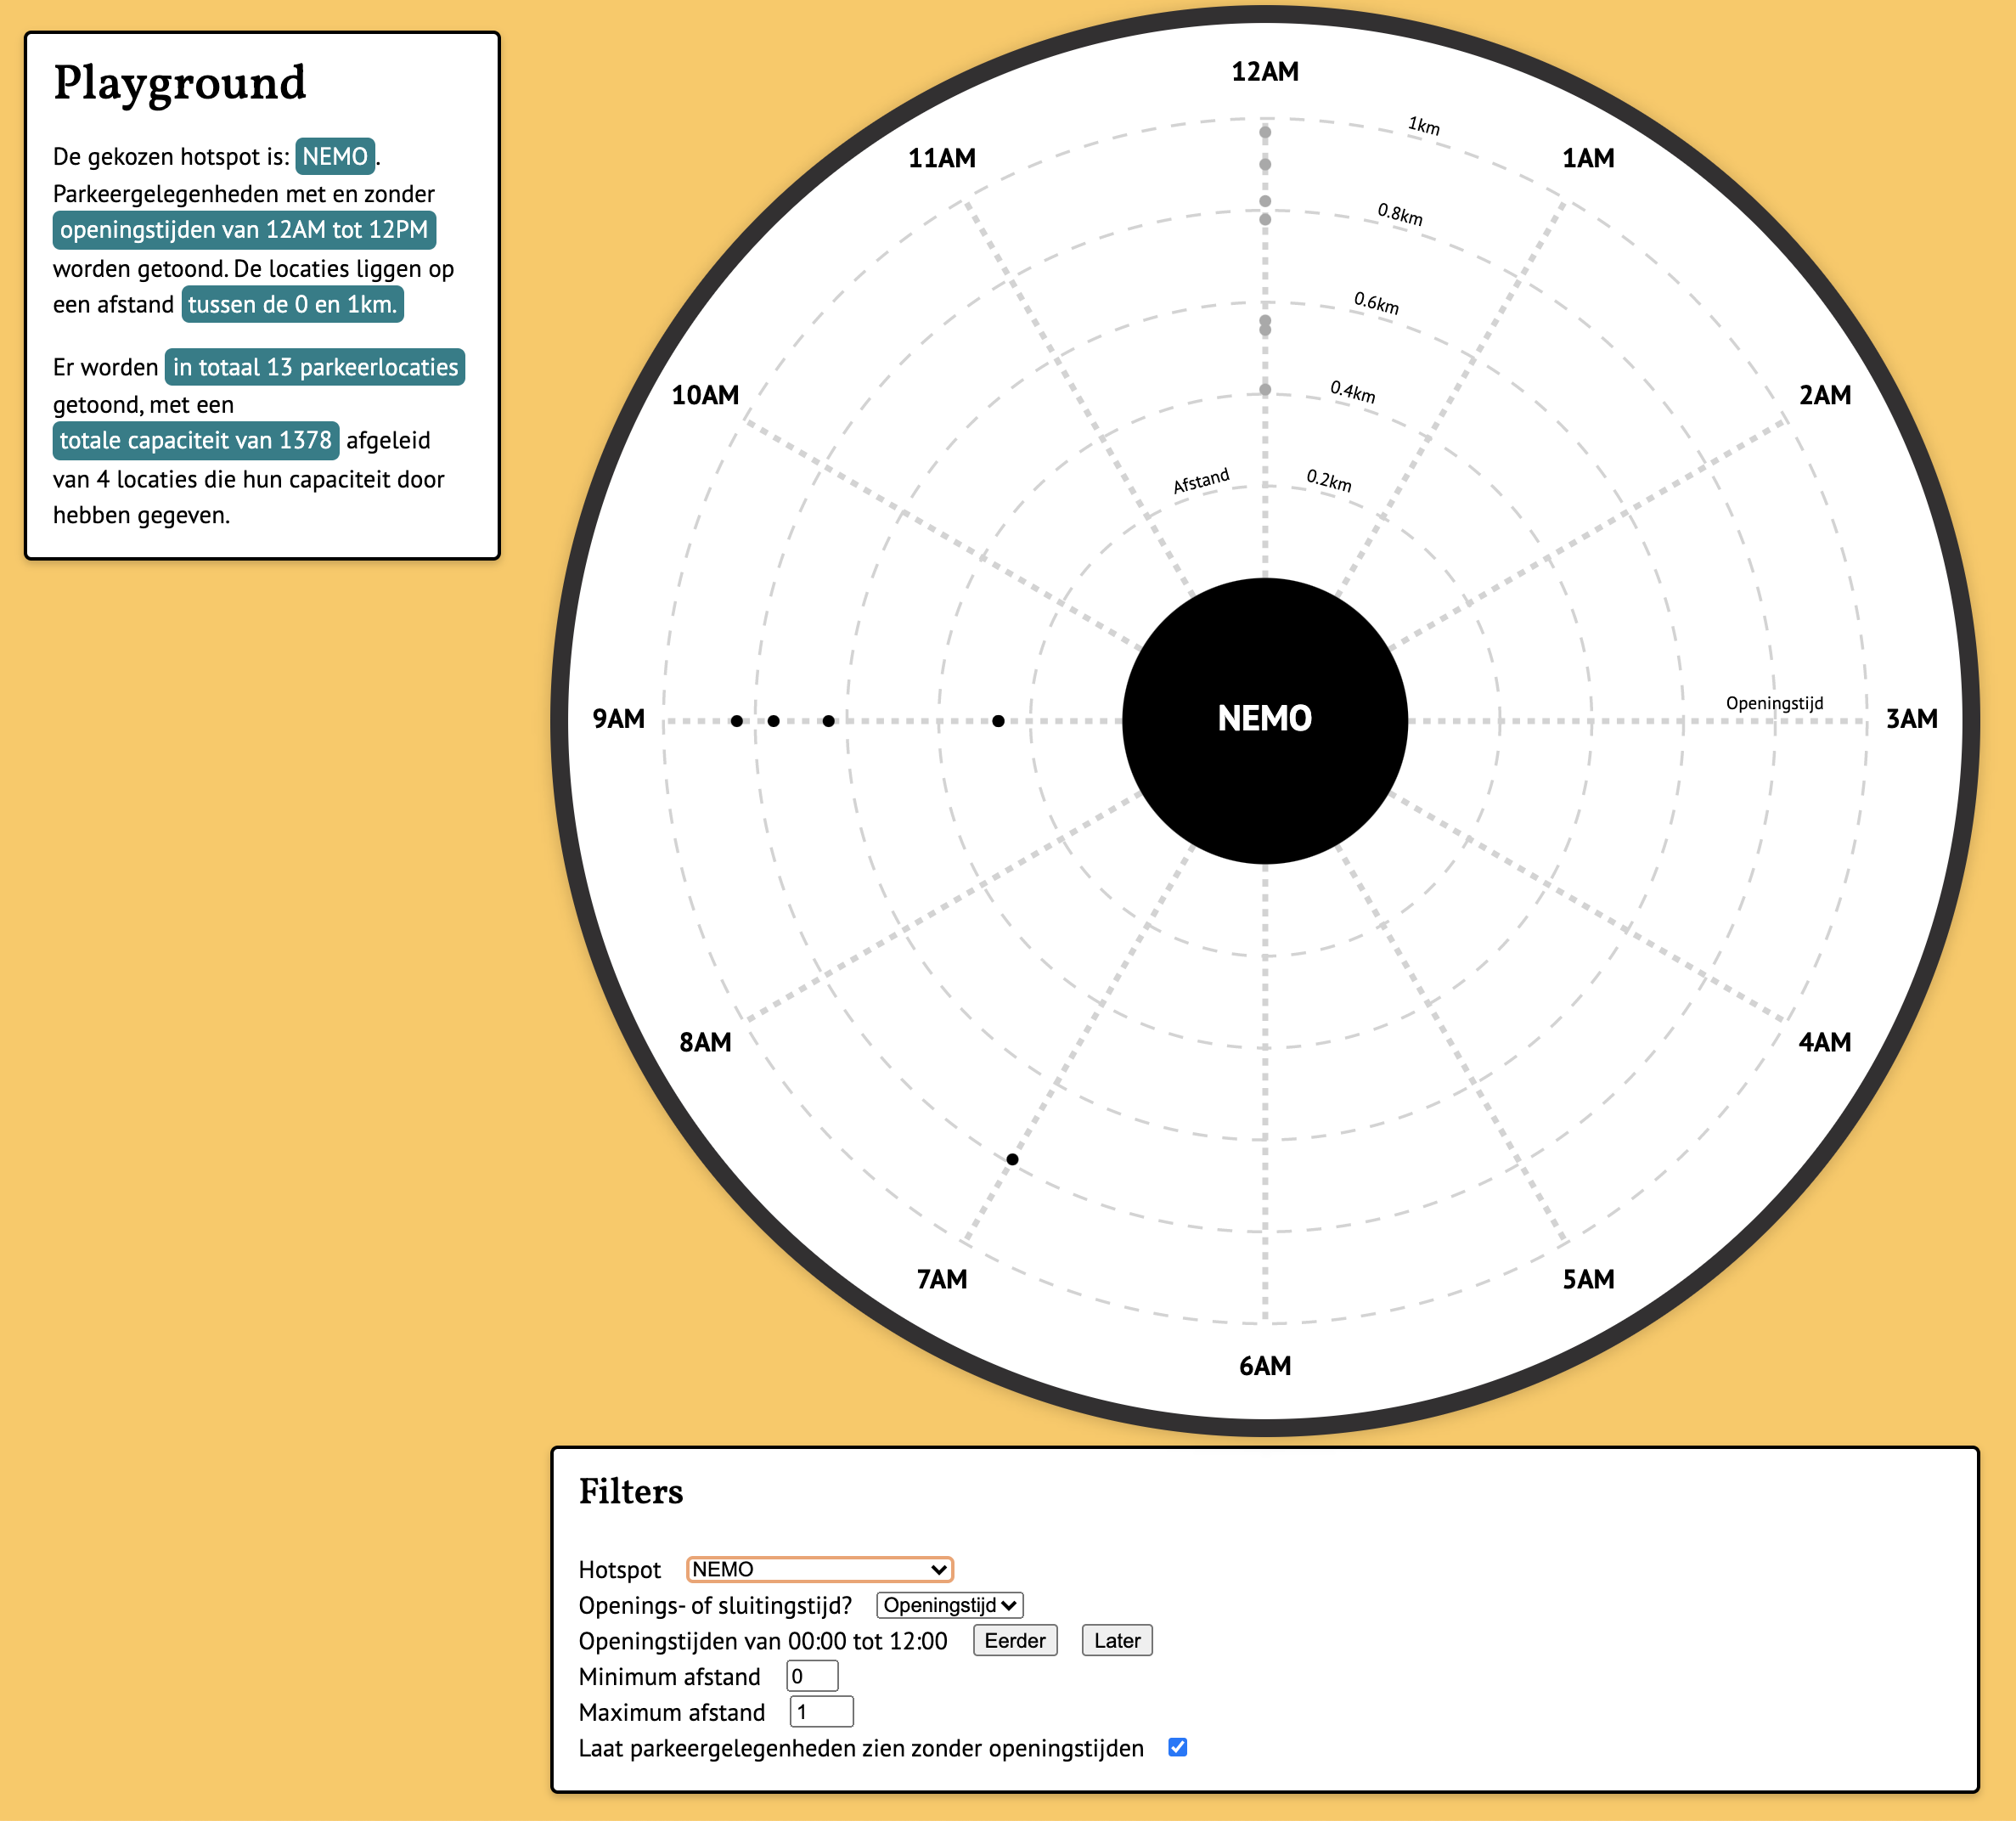 Playground
De gekozen hotspot is: NEMO.
Parkeergelegenheden met en zonder
openingstijden van 12AM tot 12PM
worden getoond. De locaties liggen op
een afstand tussen de 0 en 1km.
Er worden in totaal 13 parkeerlocaties
getoond, met een
totale capaciteit van 1378 afgeleid
van 4 locaties die hun capaciteit door
hebben gegeven.
12AM
1km
11AM
1AM
0.8km
0.6km
10AM
0.4km
2AM
Afstand
0.2km
9AM
NEMO
Openingstijd
3AM
8AM
4AM
7AM
5AM
6AM
Filters
Hotspot NEMO
Openings- of sluitingstijd? Openingstijd
Openingstijden van 00:00 tot 12:00 Eerder Later
Minimum afstand 0
Maximum afstand 1
Laat parkeergelegenheden zien zonder openingstijden